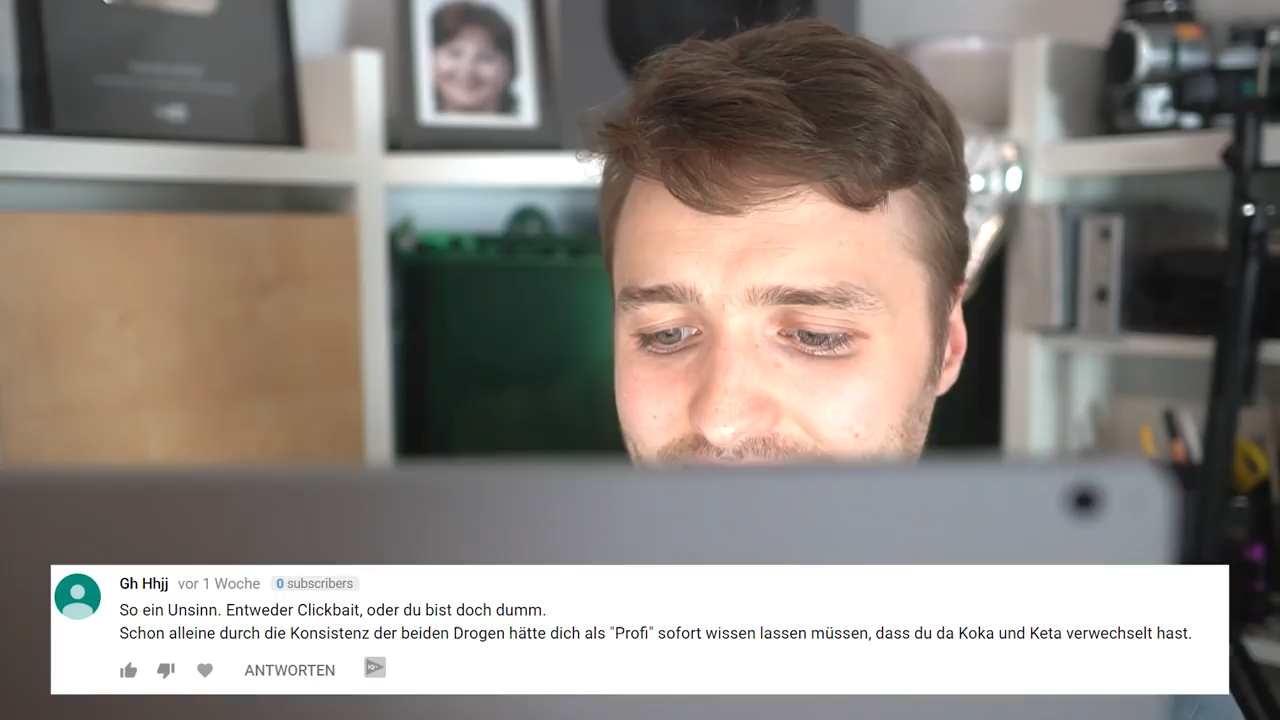 Gh Hhjj vor 1 Woche 0 subscribers
So ein Unsinn. Entweder Clickbait, oder du bist doch dumm.
Schon alleine durch die Konsistenz der beiden Drogen hätte dich als "Profi" sofort wissen lassen müssen, dass du da Koka und Keta verwechselt hast.
ANTWORTEN